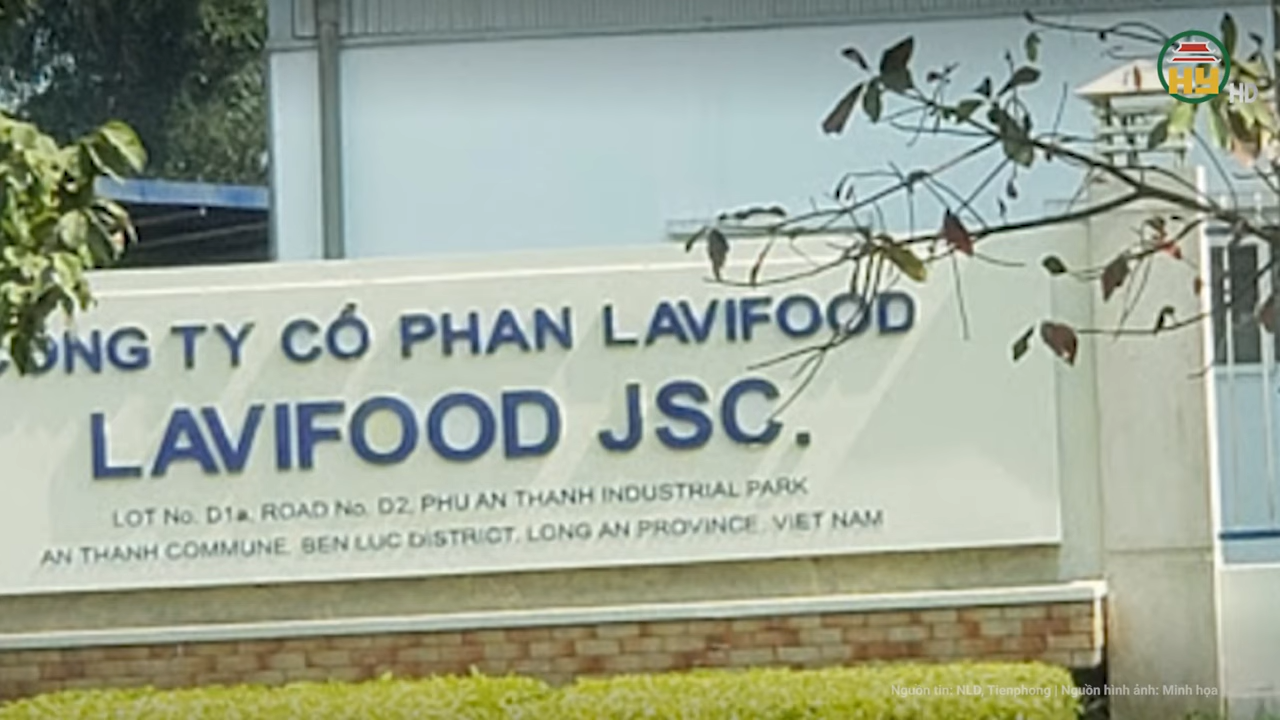 CÔNG TY CỔ PHAN LAVIFOOD
LAVIFOOD JSC.
LOT No. D1a, ROAD No. D2, PHU AN THANH INDUSTRIAL PARK
AN THANH COMMUNE, BEN LUC DISTRICT, LONG AN PROVINCE, VIET NAM
HY HD
Nguồn tin: NLD, Tienphong | Nguồn hình ảnh: Minh họa